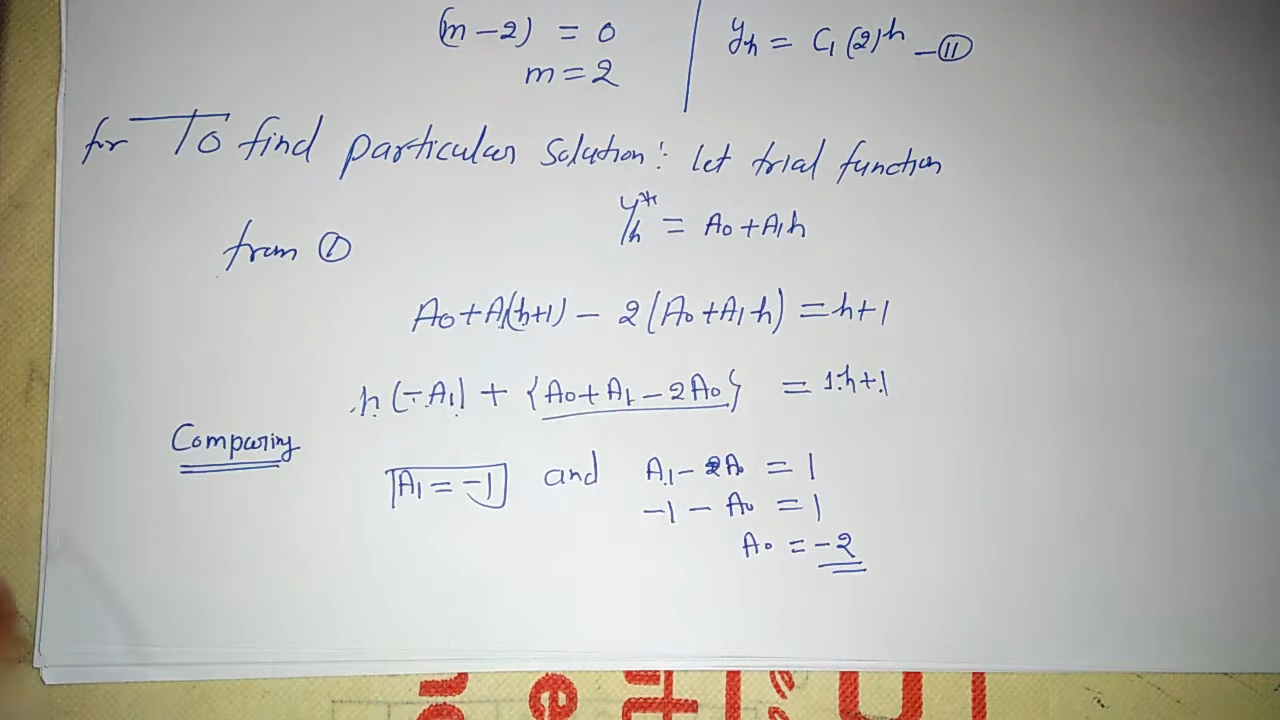 (m-2) = 0
m = 2
yh = C1 (2)^h - (II)
for To find particular solution: let trial function
y*h = A0 + A1h
from (I)
A0 + A1(h+1) - 2(A0 + A1h) = h+1
h(-A1) + {A0 + A1 - 2A0} = 1.h+1
Comparing
A1 = -1 and A1 - A0 = 1
-1 - A0 = 1
A0 = -2